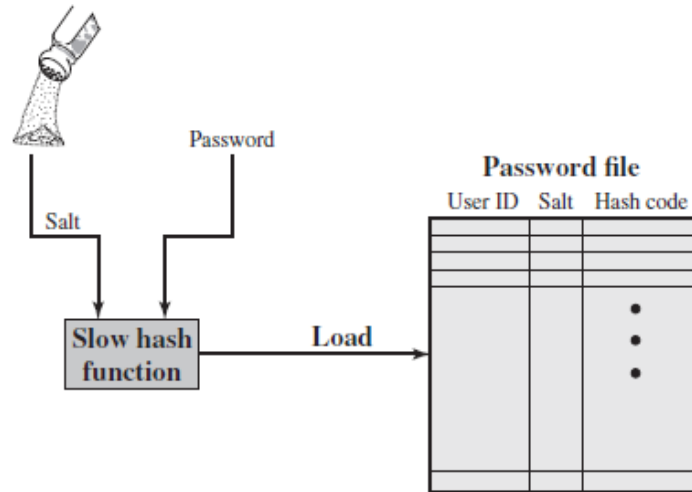 Password
Password file
User ID Salt Hash code
Salt
Slow hash
function
Load